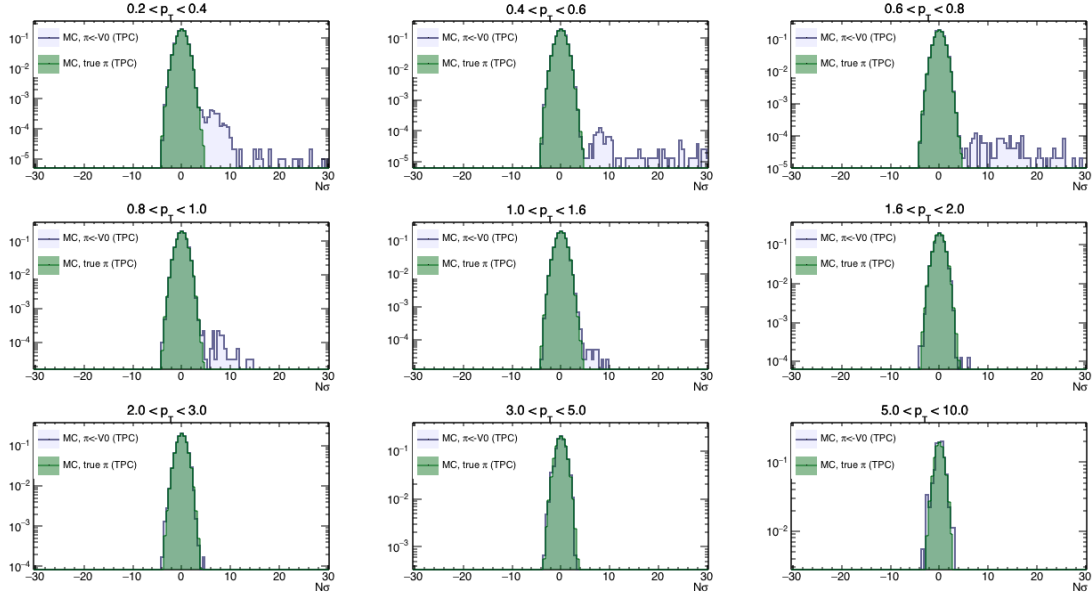 0.2 < p_T < 0.4
10⁻¹
10⁻²
10⁻³
10⁻⁴
10⁻⁵
MC, π<-V0 (TPC)
MC, true π (TPC)
−30 −20 −10 0 10 20 30
Nσ
0.4 < p_T < 0.6
10⁻¹
10⁻²
10⁻³
10⁻⁴
10⁻⁵
MC, π<-V0 (TPC)
MC, true π (TPC)
−30 −20 −10 0 10 20 30
Nσ
0.6 < p_T < 0.8
10⁻¹
10⁻²
10⁻³
10⁻⁴
10⁻⁵
MC, π<-V0 (TPC)
MC, true π (TPC)
−30 −20 −10 0 10 20 30
Nσ
0.8 < p_T < 1.0
10⁻¹
10⁻²
10⁻³
10⁻⁴
MC, π<-V0 (TPC)
MC, true π (TPC)
−30 −20 −10 0 10 20 30
Nσ
1.0 < p_T < 1.6
10⁻¹
10⁻²
10⁻³
10⁻⁴
MC, π<-V0 (TPC)
MC, true π (TPC)
−30 −20 −10 0 10 20 30
Nσ
1.6 < p_T < 2.0
10⁻¹
10⁻²
10⁻³
10⁻⁴
MC, π<-V0 (TPC)
MC, true π (TPC)
−30 −20 −10 0 10 20 30
Nσ
2.0 < p_T < 3.0
10⁻¹
10⁻²
10⁻³
10⁻⁴
MC, π<-V0 (TPC)
MC, true π (TPC)
−30 −20 −10 0 10 20 30
Nσ
3.0 < p_T < 5.0
10⁻¹
10⁻²
10⁻³
MC, π<-V0 (TPC)
MC, true π (TPC)
−30 −20 −10 0 10 20 30
Nσ
5.0 < p_T < 10.0
10⁻¹
10⁻²
MC, π<-V0 (TPC)
MC, true π (TPC)
−30 −20 −10 0 10 20 30
Nσ